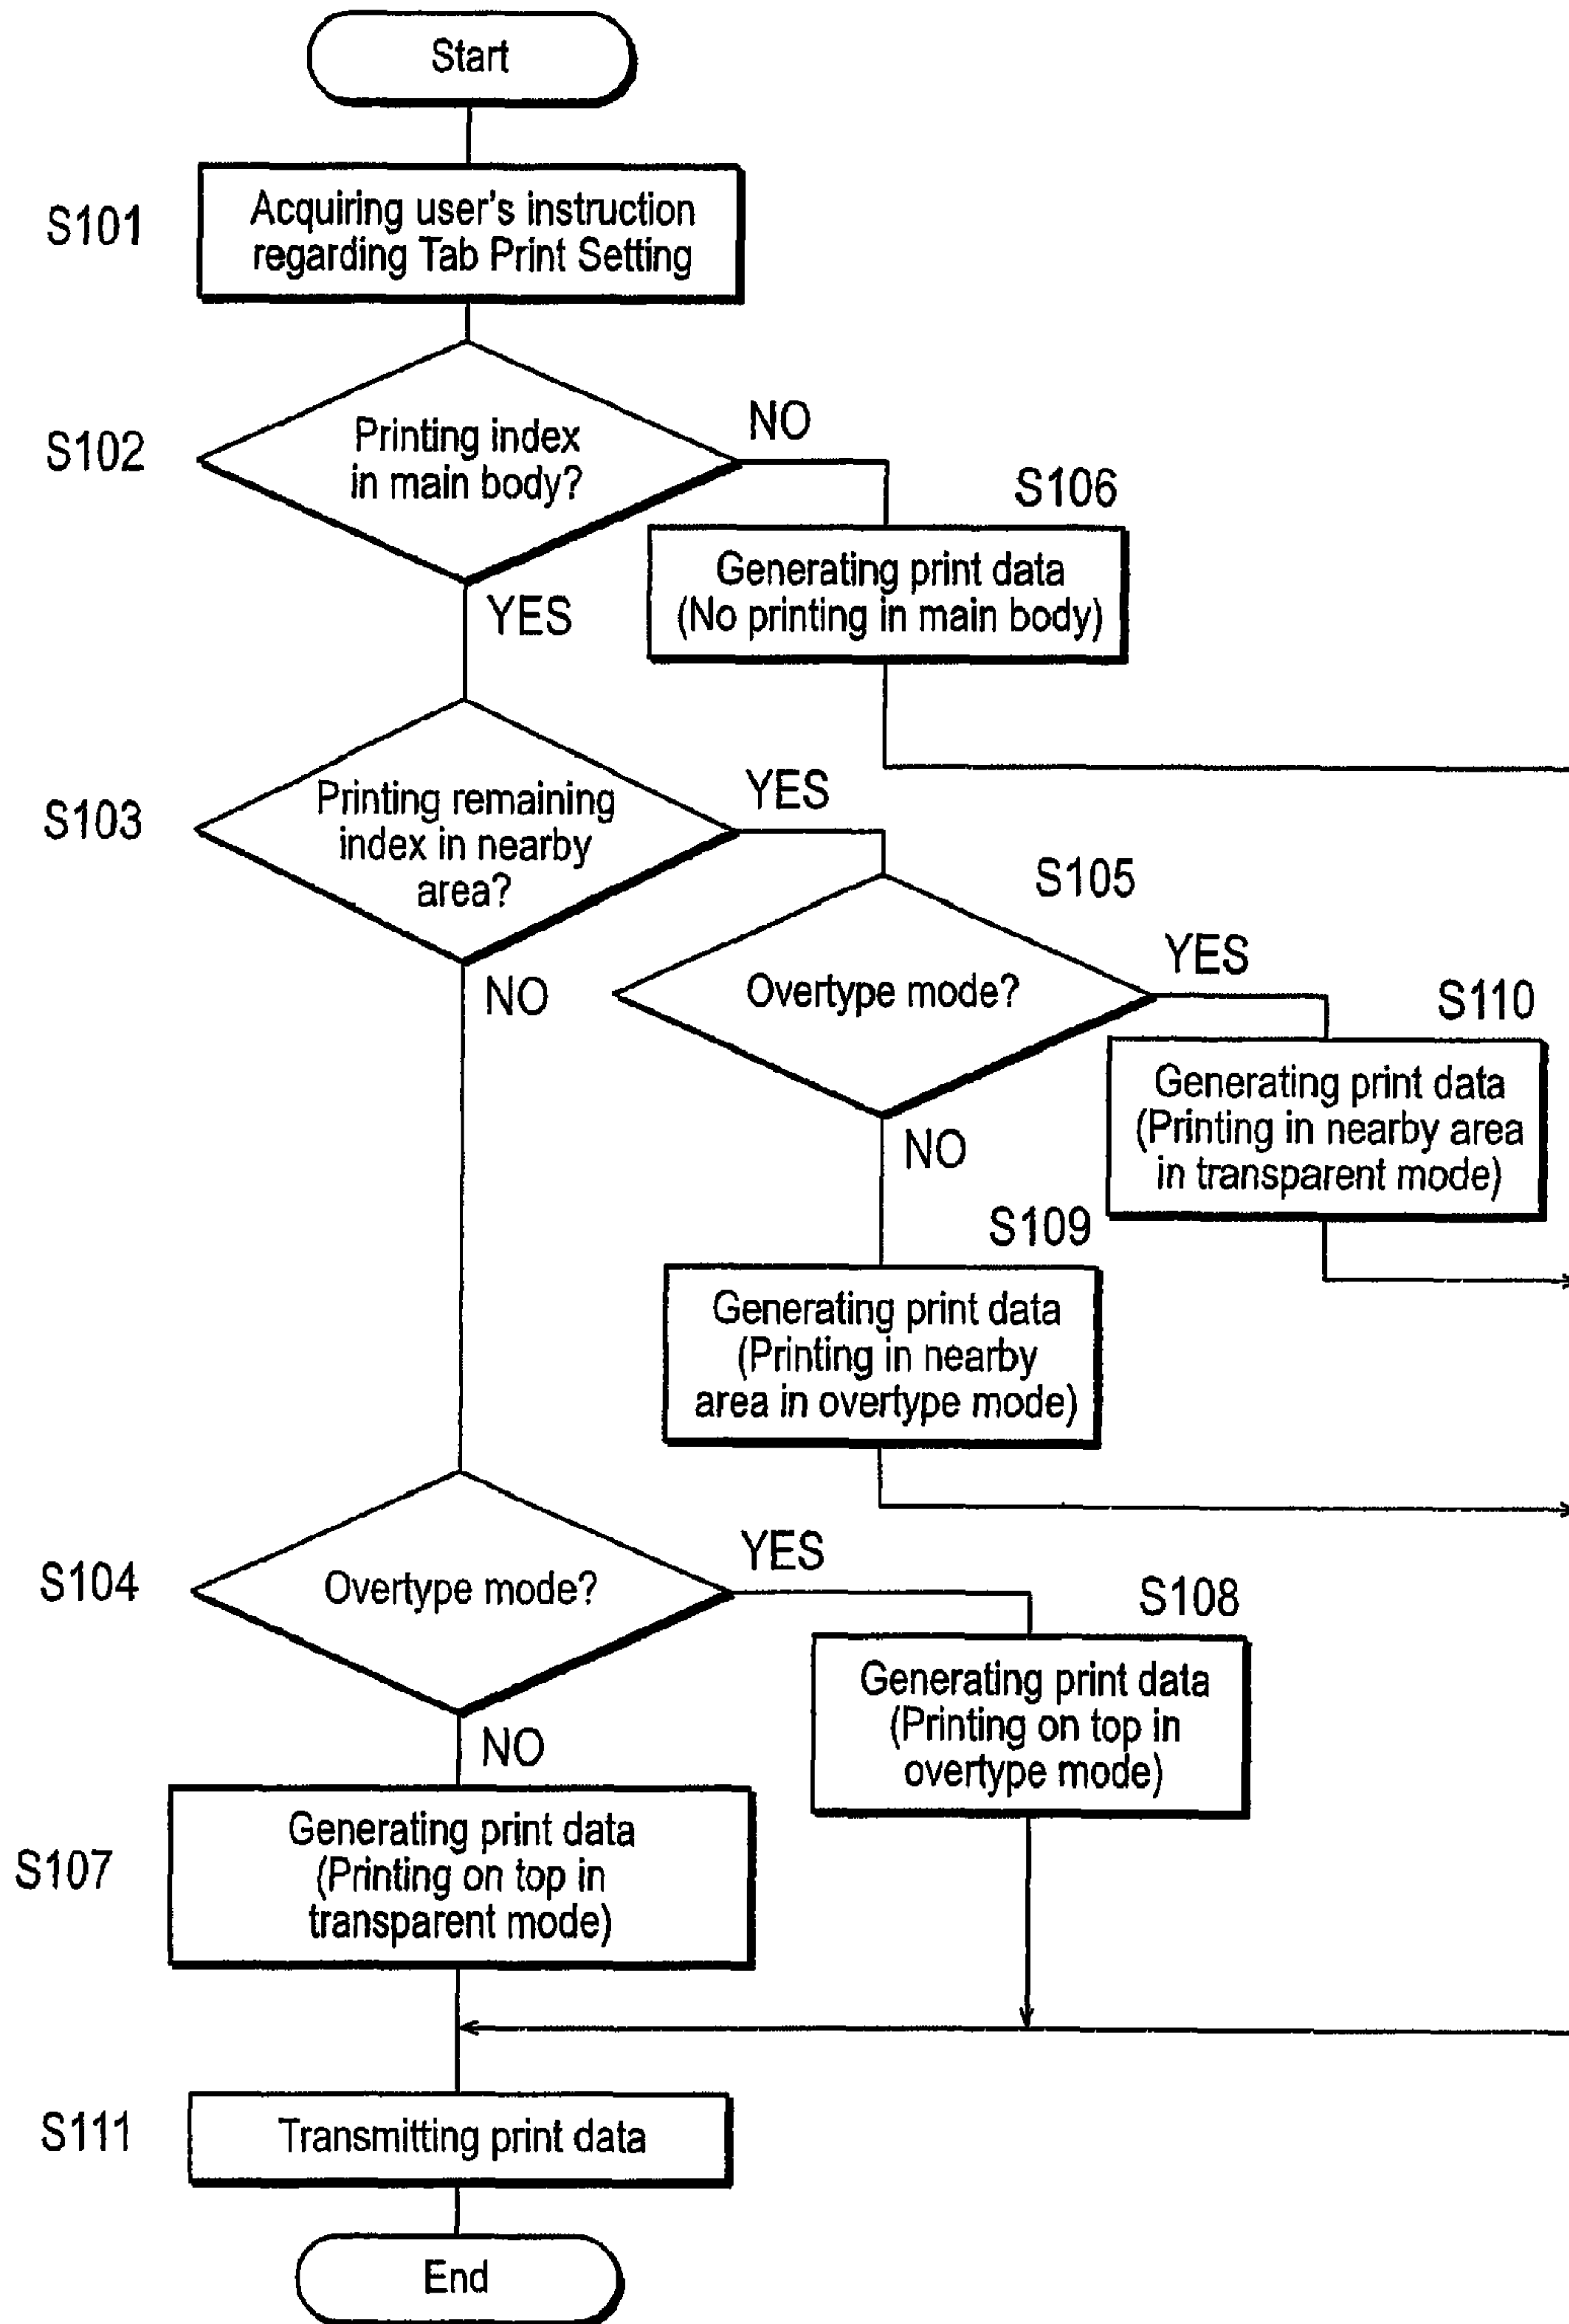 Start
S101
Acquiring user's instruction
regarding Tab Print Setting
S102
Printing index
in main body?
NO
YES
S106
Generating print data
(No printing in main body)
S103
Printing remaining
index in nearby
area?
YES
NO
S105
Overtype mode?
YES
NO
S110
Generating print data
(Printing in nearby area
in transparent mode)
S109
Generating print data
(Printing in nearby
area in overtype mode)
S104
Overtype mode?
YES
NO
S108
Generating print data
(Printing on top in
overtype mode)
S107
Generating print data
(Printing on top in
transparent mode)
S111
Transmitting print data
End